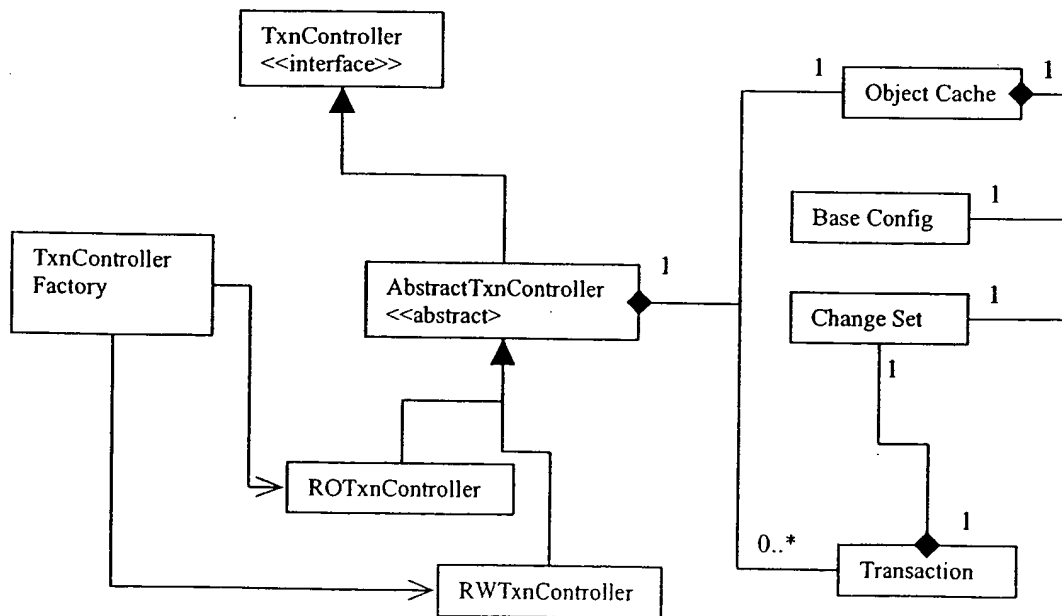 TxnController
<<interface>>
1
Object Cache
1
Base Config
1
TxnController
Factory
AbstractTxnController
<<abstract>
1
Change Set
1
1
ROTxnController
0..*
1
Transaction
RWTxnController